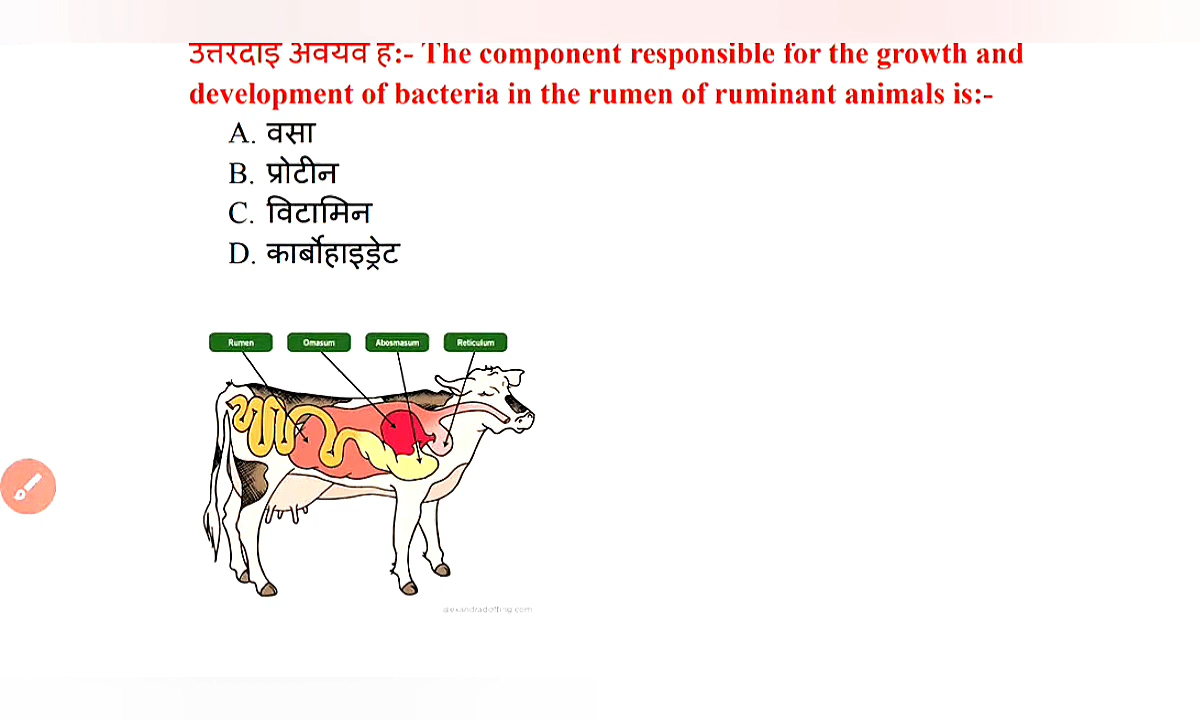 उत्तरदाई अवयव है:- The component responsible for the growth and
development of bacteria in the rumen of ruminant animals is:-
A. वसा
B. प्रोटीन
C. विटामिन
D. कार्बोहाइड्रेट
Rumen Omasum Abosmasum Reticulum